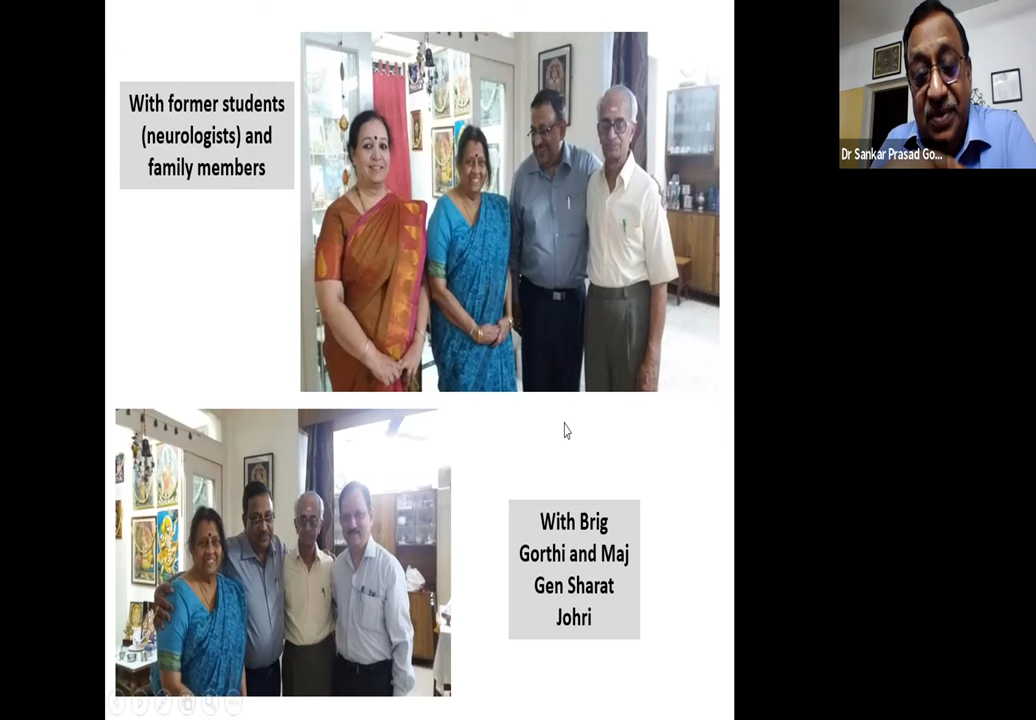 With former students
(neurologists) and
family members
Dr Sankar Prasad Go...
With Brig
Gorthi and Maj
Gen Sharat
Johri